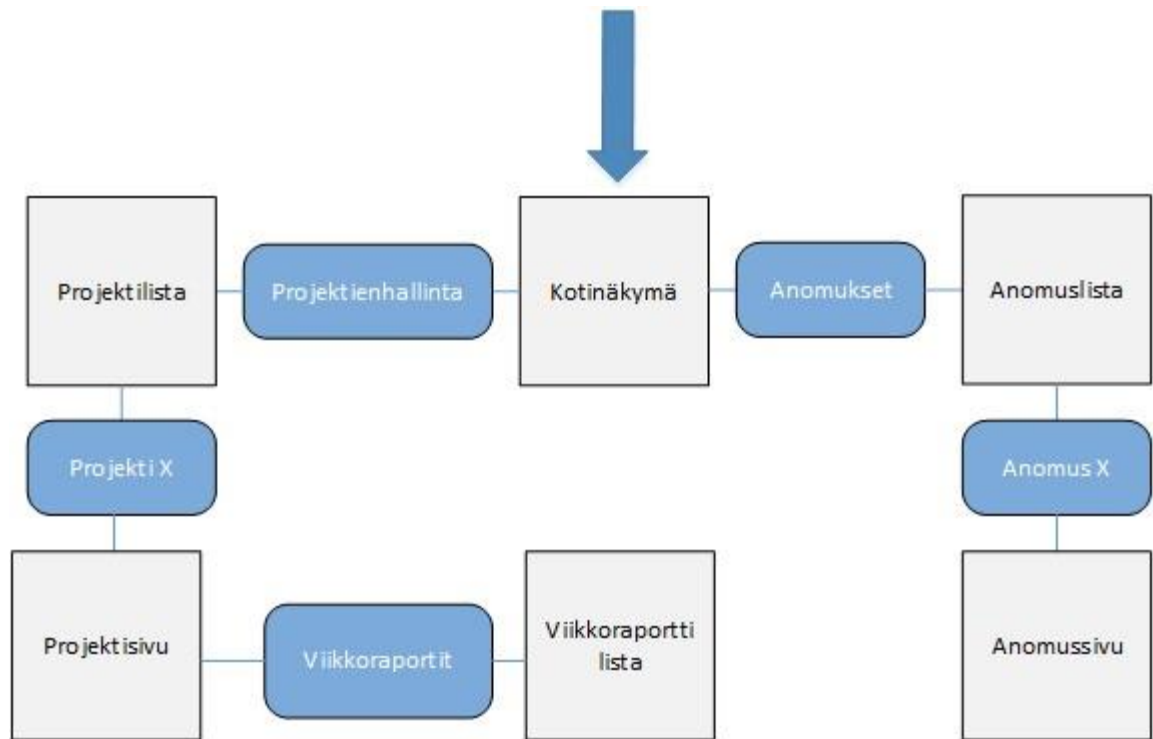 Projektilista
Projektienhallinta
Kotinäkymä
Anomukset
Anomuslista
Projekti X
Anomus X
Projektisivu
Viikkoraportit
Viikkoraportti
lista
Anomussivu